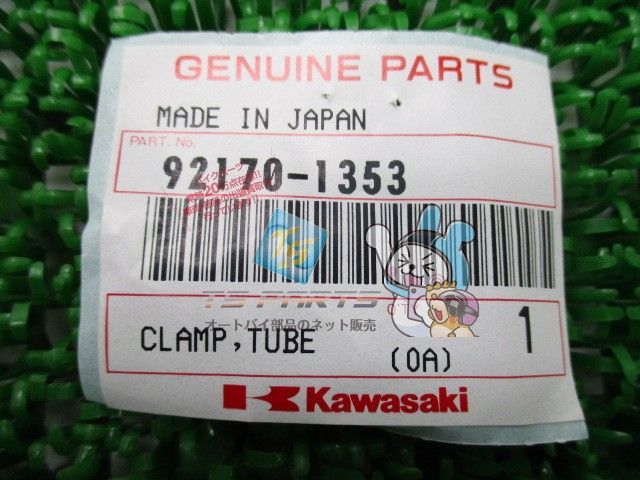 GENUINE PARTS
MADE IN JAPAN
PART. No.
92170-1353
TS PARTS
オートバイ部品のネット販売
CLAMP,TUBE
(OA)
1
Kawasaki